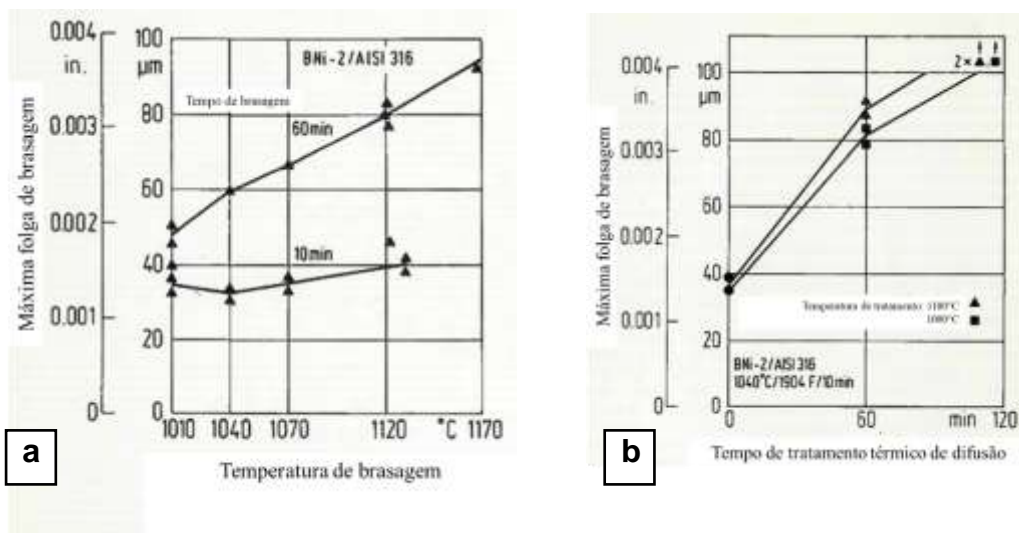 0.004
in.
0.003
0.002
0.001
0
Máxima folga de brasagem
100
µm
80
60
40
20
0
BNi-2/AISI 316
Tempo de brasagem
60min
10min
1010 1040 1070 1120 °C 1170
Temperatura de brasagem
a
0.004
in.
0.003
0.002
0.001
0
Máxima folga de brasagem
100
µm
80
60
40
20
0
2×
Temperatura de tratamento: 1100°C
1000°C
BNi-2/AISI 316
1040°C/1904 F/10min
0 60 min 120
Tempo de tratamento térmico de difusão
b